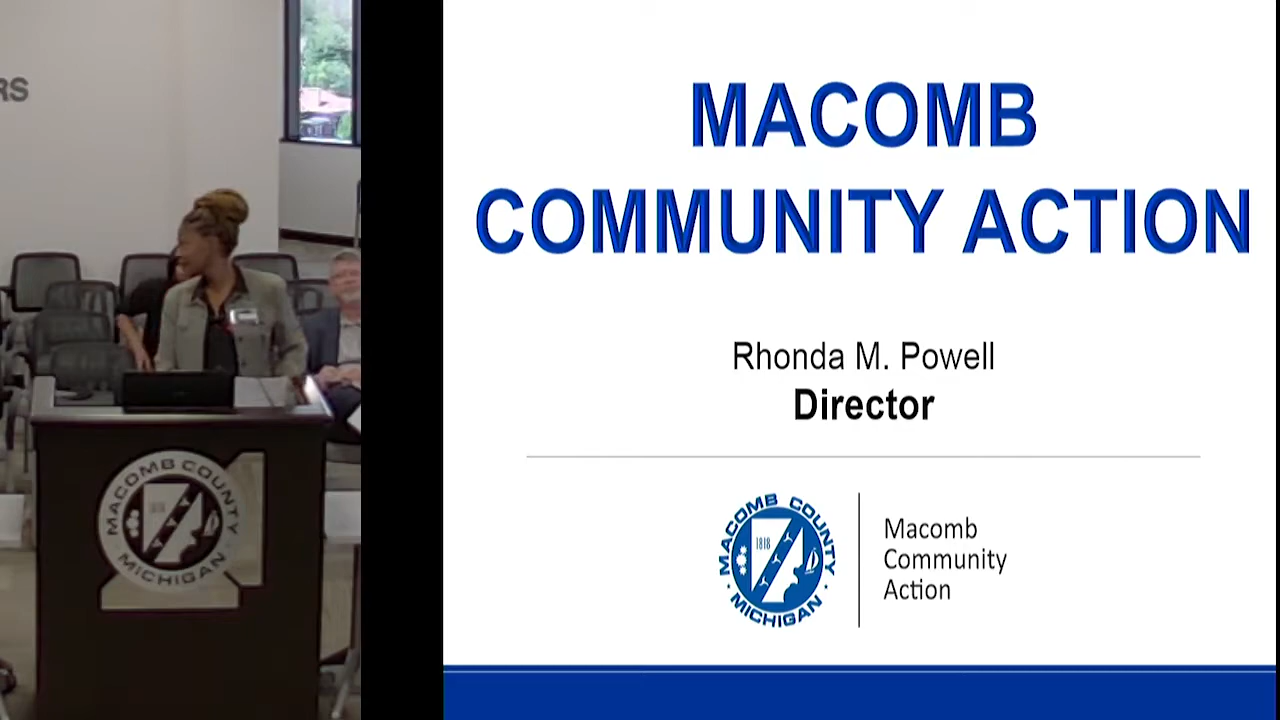 RS
MACOMB COUNTY
MICHIGAN
MACOMB
COMMUNITY ACTION
Rhonda M. Powell
Director
MACOMB COUNTY
1818
MICHIGAN
Macomb
Community
Action